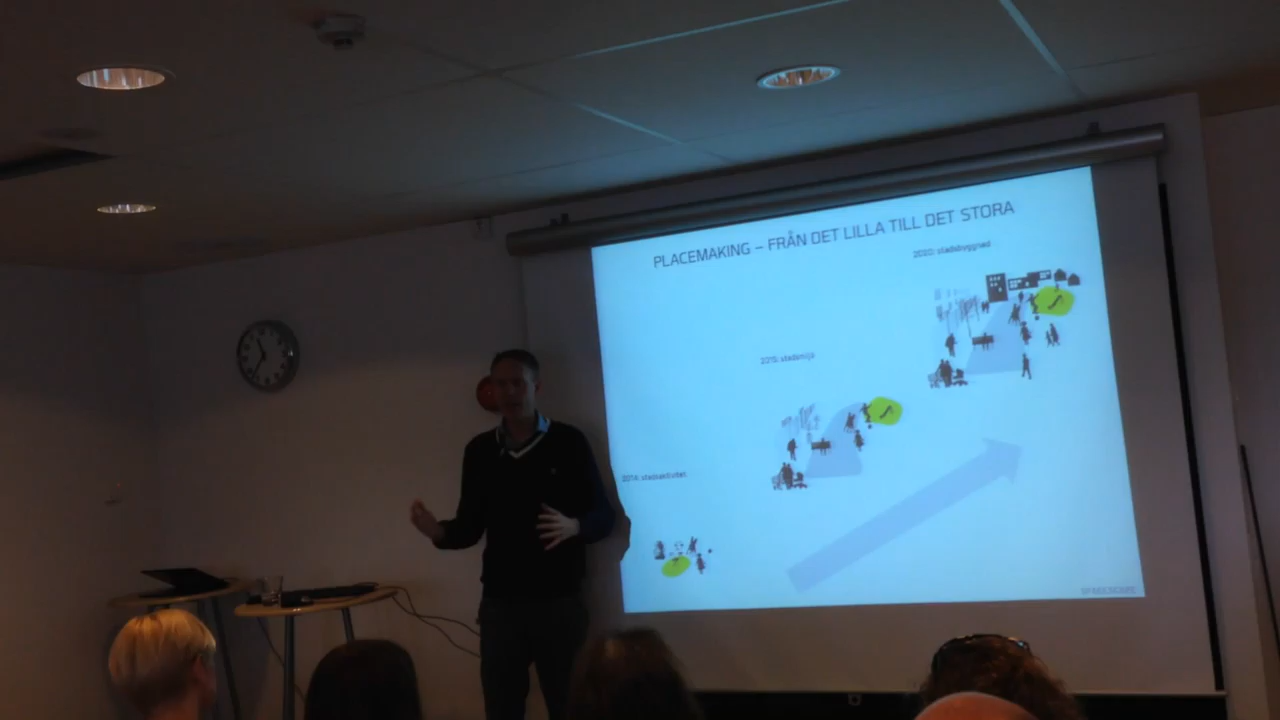 PLACEMAKING – FRÅN DET LILLA TILL DET STORA
2020: stadsbyggnad
2015: stadsmiljö
2014: stadsaktivitet